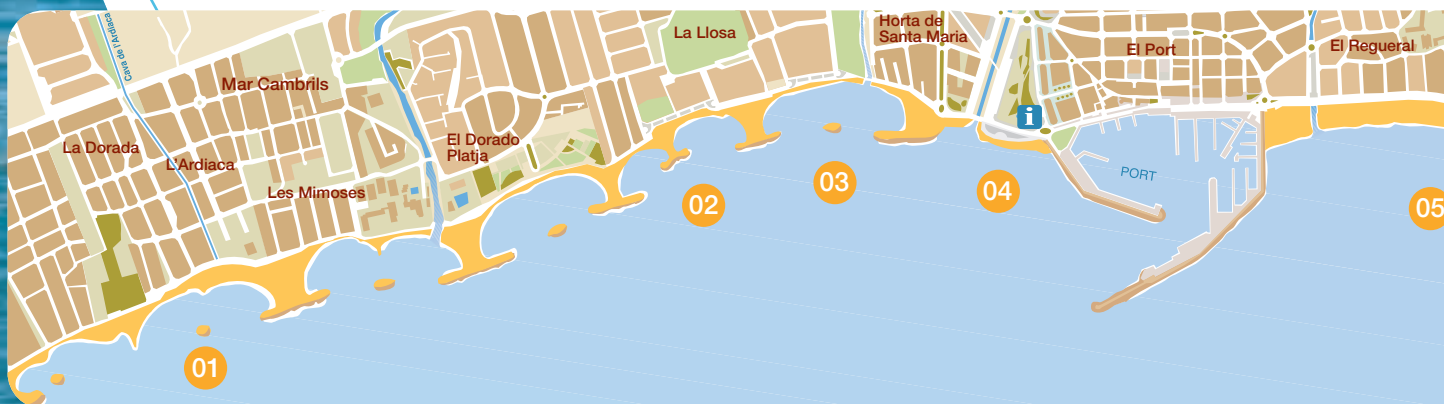 Cava de l'Ardiaca
La Llosa
Horta de
Santa Maria
El Port
El Regueral
Mar Cambrils
El Dorado
Platja
La Dorada
L'Ardiaca
Les Mimoses
i
PORT
01
02
03
04
05